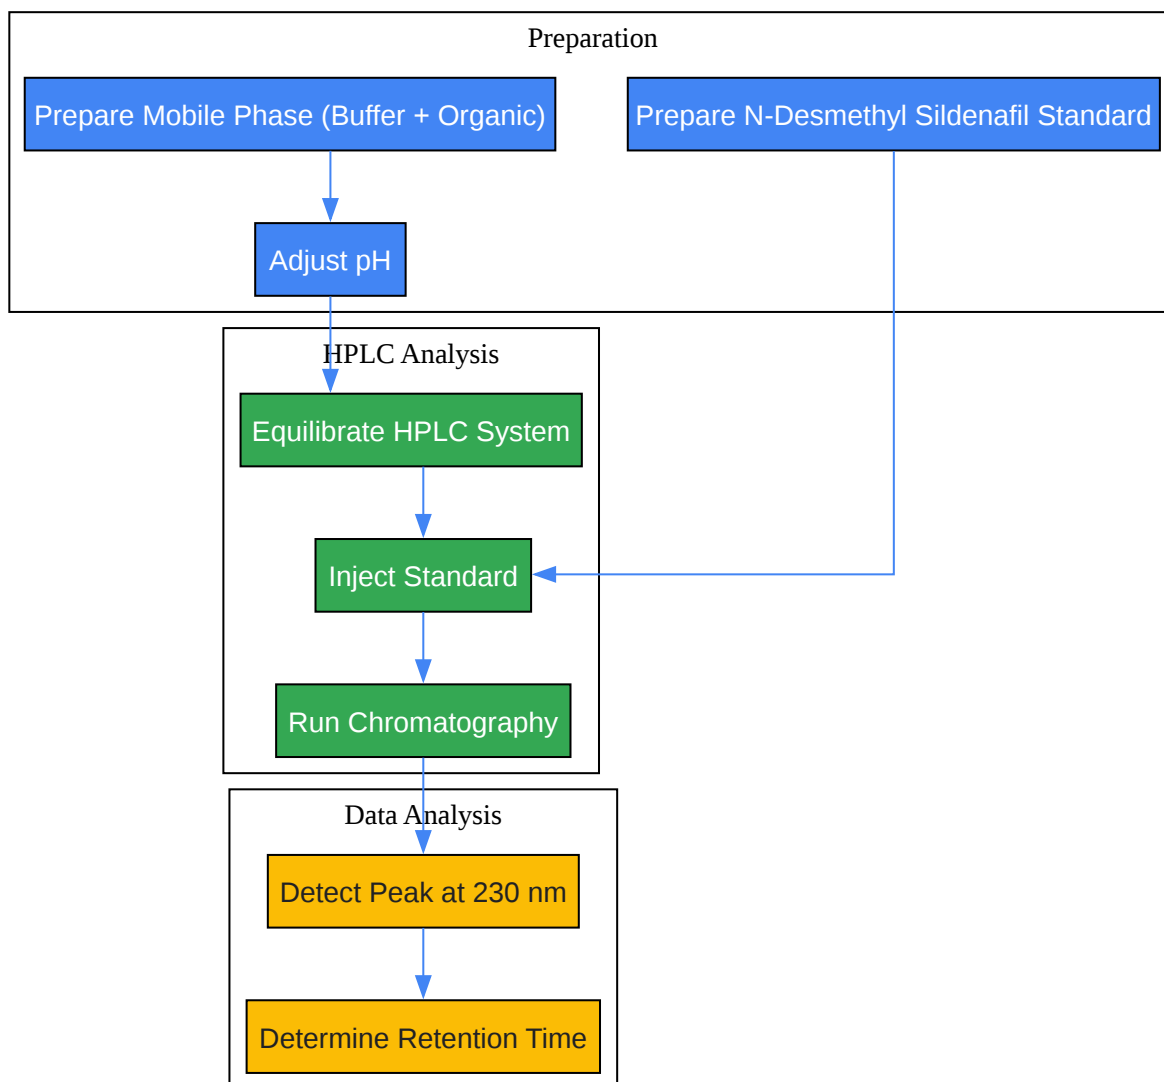 Preparation
Prepare Mobile Phase (Buffer + Organic)
Prepare N-Desmethyl Sildenafil Standard
Adjust pH
HPLC Analysis
Equilibrate HPLC System
Inject Standard
Run Chromatography
Data Analysis
Detect Peak at 230 nm
Determine Retention Time